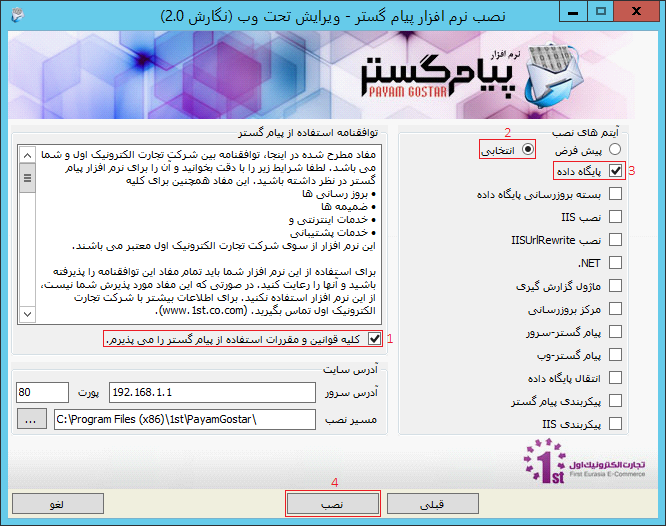 نصب نرم افزار پیام گستر - ویرایش تحت وب (نگارش 2.0)
نرم افزار
پیام گستر
PAYAM GOSTAR
توافقنامه استفاده از پیام گستر
مفاد مطرح شده در اینجا، توافقنامه بین شرکت تجارت الکترونیک اول و شما
می باشد. لطفا شرایط زیر را با دقت بخوانید و آن را برای نرم افزار پیام
گستر در نظر داشته باشید. این مفاد همچنین برای کلیه
• بروز رسانی ها
• ضمیمه ها
• خدمات اینترنتی و
• خدمات پشتیبانی
این نرم افزار از سوی شرکت تجارت الکترونیک اول معتبر می باشند.
برای استفاده از این نرم افزار شما باید تمام مفاد این توافقنامه را پذیرفته
باشید و آنها را رعایت کنید. در صورتی که این مفاد مورد پذیرش شما نیست،
از این نرم افزار استفاده نکنید. برای اطلاعات بیشتر با شرکت تجارت
الکترونیک اول تماس بگیرید. (www.1st.co.com).
1
کلیه قوانین و مقررات استفاده از پیام گستر را می پذیرم.
آدرس سایت
آدرس سرور
192.168.1.1
پورت
80
مسیر نصب
C:\Program Files (x86)\1st\PayamGostar\
...
آیتم های نصب
پیش فرض
2
انتخابی
3
پایگاه داده
بسته بروزرسانی پایگاه داده
نصب IIS
نصب IISUrlRewrite
.NET
ماژول گزارش گیری
مرکز بروزرسانی
پیام گستر-سرور
پیام گستر-وب
انتقال پایگاه داده
پیکربندی پیام گستر
پیکربندی IIS
1st
تجارت الکترونیک اول
First Eurasia E-Commerce
قبلی
4
نصب
لغو